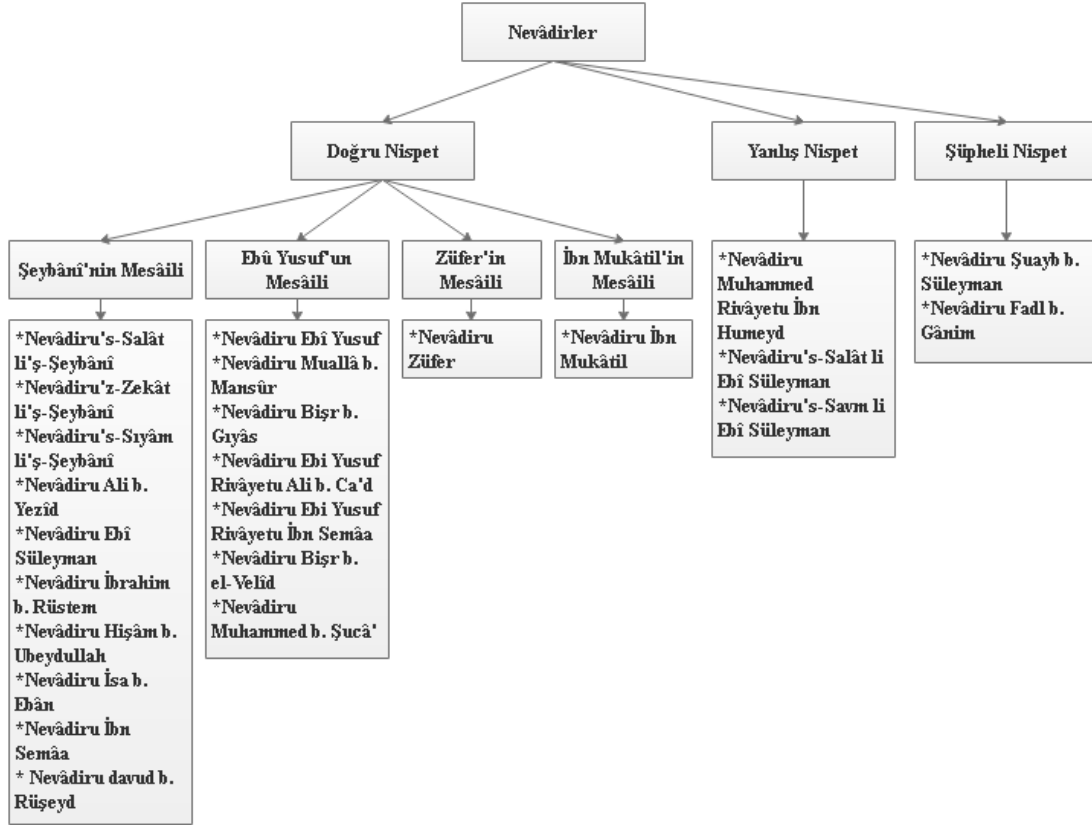 Nevâdirler
Doğru Nispet
Yanlış Nispet
Şüpheli Nispet
Şeybânî'nin Mesâili
Ebû Yusuf'un
Mesâili
Züfer'in
Mesâili
İbn Mukâtil'in
Mesâili
*Nevâdiru's-Salât
li'ş-Şeybânî
*Nevâdiru'z-Zekât
li'ş-Şeybânî
*Nevâdiru's-Sıyâm
li'ş-Şeybânî
*Nevâdiru Ali b.
Yezîd
*Nevâdiru Ebî
Süleyman
*Nevâdiru İbrahim
b. Rüstem
*Nevâdiru Hişâm b.
Ubeydullah
*Nevâdiru İsa b.
Ebân
*Nevâdiru İbn
Semâa
* Nevâdiru davud b.
Rüşeyd
*Nevâdiru Ebî Yusuf
*Nevâdiru Muallâ b.
Mansûr
*Nevâdiru Bişr b.
Gıyâs
*Nevâdiru Ebi Yusuf
Rivâyetu Ali b. Ca'd
*Nevâdiru Ebi Yusuf
Rivâyetu İbn Semâa
*Nevâdiru Bişr b.
el-Velîd
*Nevâdiru
Muhammed b. Şucâ'
*Nevâdiru
Züfer
*Nevâdiru İbn
Mukâtil
*Nevâdiru
Muhammed
Rivâyetu İbn
Humeyd
*Nevâdiru's-Salât li
Ebî Süleyman
*Nevâdiru's-Savm li
Ebî Süleyman
*Nevâdiru Şuayb b.
Süleyman
*Nevâdiru Fadl b.
Gânim